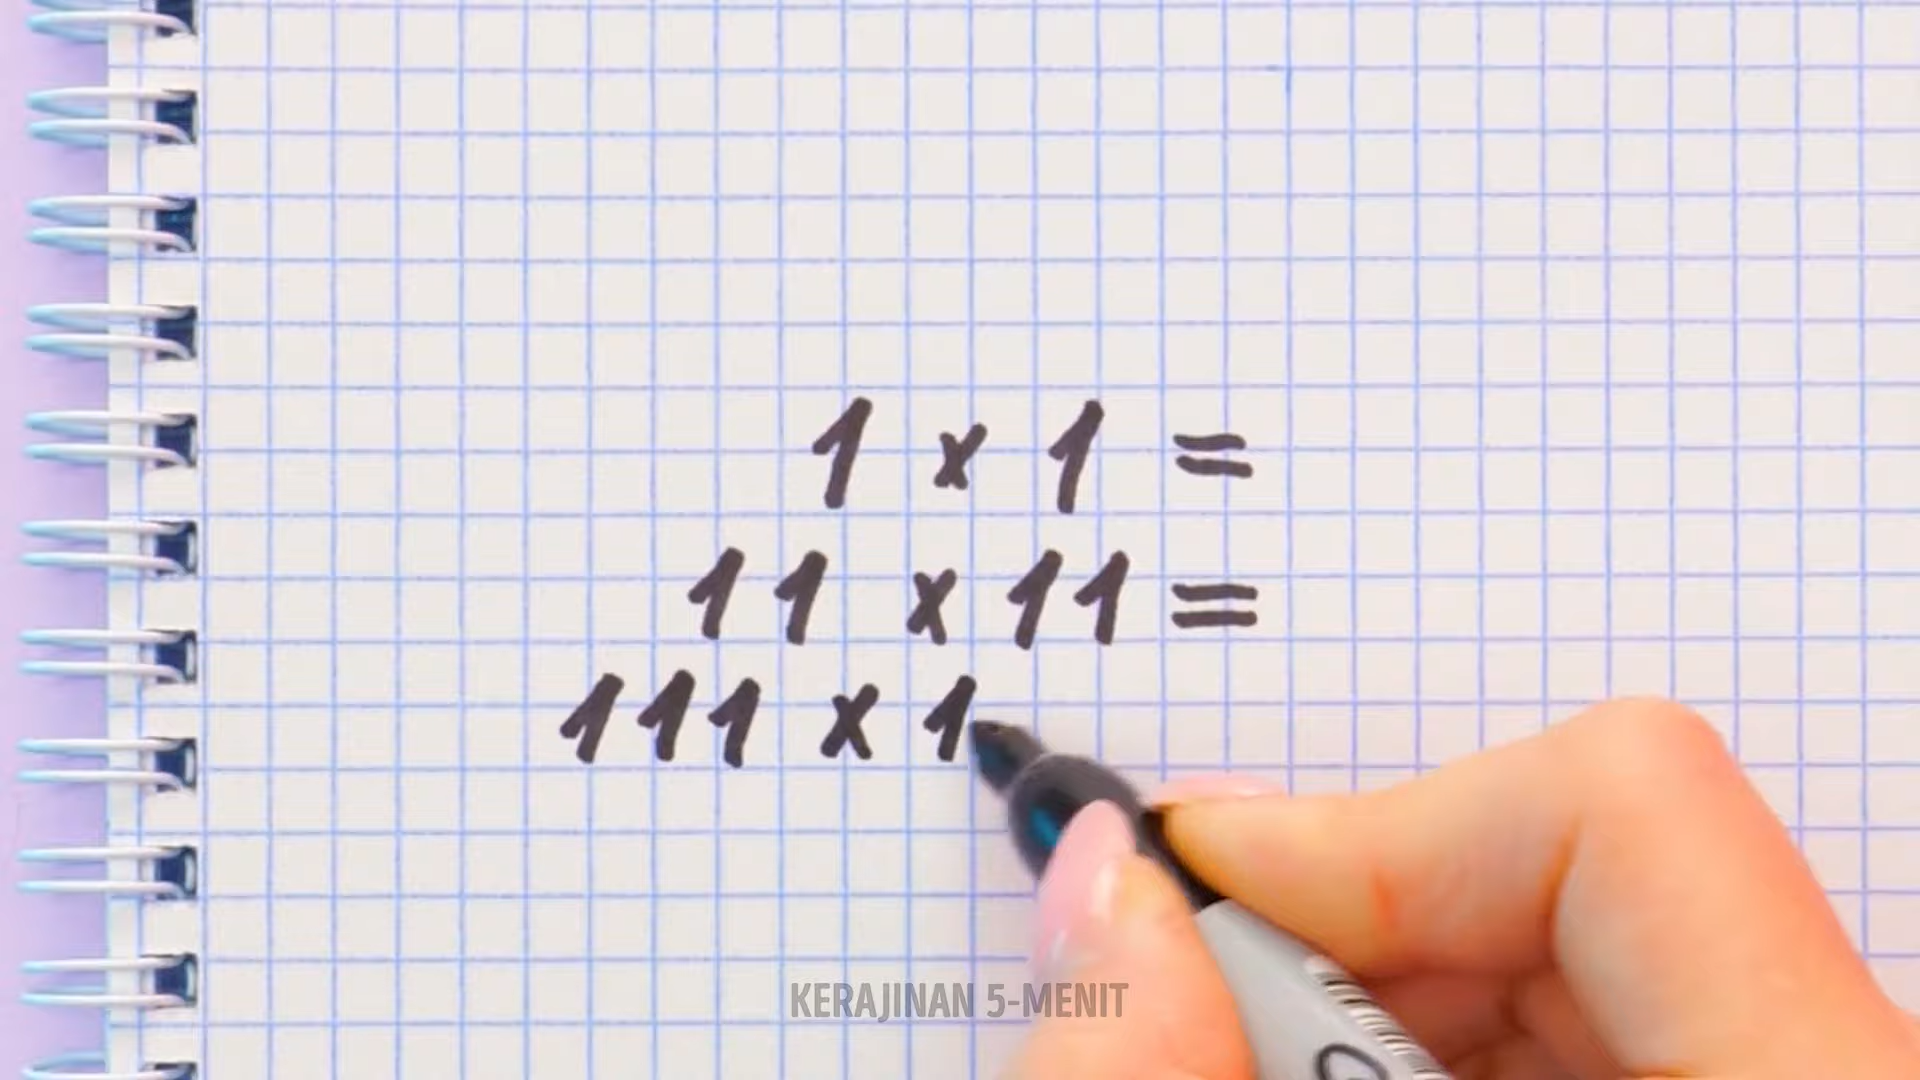 1 x 1 =
11 x 11 =
111 x 1
KERAJINAN 5-MENIT